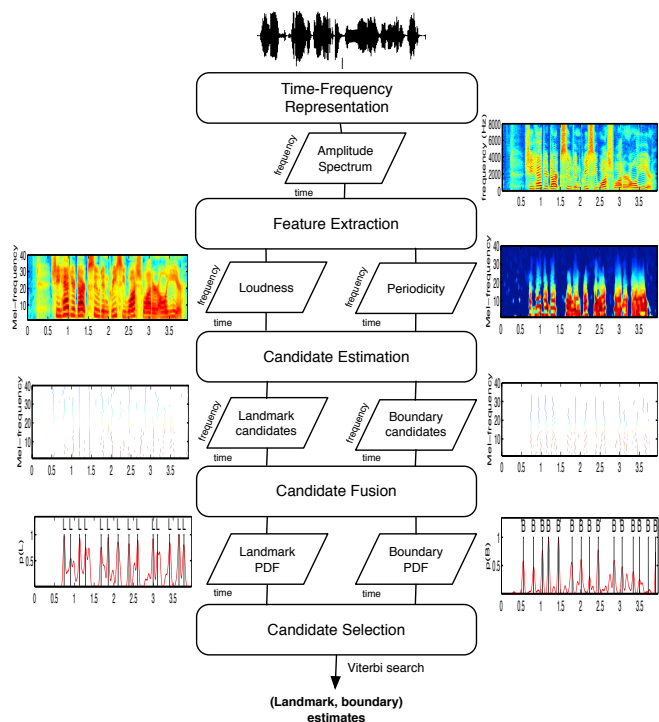 Time-Frequency
Representation
frequency
Amplitude
Spectrum
time
frequency (Hz)
8000
6000
4000
2000
0
0 0.5 1 1.5 2 2.5 3 3.5
Feature Extraction
Mel-frequency
40
30
20
10
0 0.5 1 1.5 2 2.5 3 3.5
frequency
Loudness
time
frequency
Periodicity
time
Mel-frequency
40
30
20
10
0 0.5 1 1.5 2 2.5 3 3.5
Candidate Estimation
Mel-frequency
40
30
20
10
0 0.5 1 1.5 2 2.5 3 3.5
frequency
Landmark
candidates
time
frequency
Boundary
candidates
time
Mel-frequency
40
30
20
10
0 0.5 1 1.5 2 2.5 3 3.5
Candidate Fusion
p(L)
1
0.5
0 0.5 1 1.5 2 2.5 3 3.5
Landmark
PDF
time
Boundary
PDF
time
p(B)
1
0.5
0 0.5 1 1.5 2 2.5 3 3.5
Candidate Selection
Viterbi search
(Landmark, boundary)
estimates